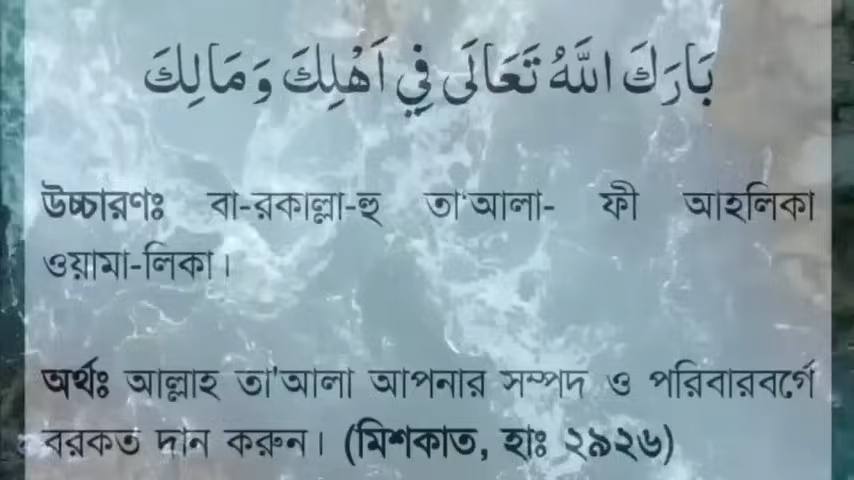 بَارَكَ اللَّهُ تَعَالَى فِي اَهْلِكَ وَمَالِكَ
উচ্চারণঃ বা-রকাল্লা-হু তা'আলা- ফী আহলিকা
ওয়ামা-লিকা।
অর্থঃ আল্লাহ তা'আলা আপনার সম্পদ ও পরিবারবর্গে
বরকত দান করুন। (মিশকাত, হাঃ ২৯২৬)